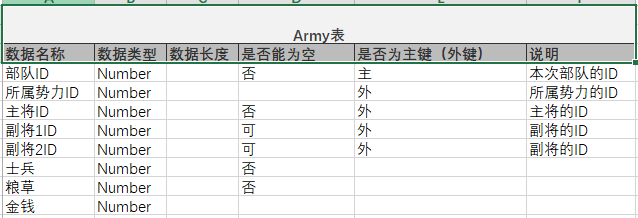 Army表
数据名称 数据类型 数据长度 是否能为空 是否为主键（外键） 说明
部队ID Number 否 主 本次部队的ID
所属势力ID Number 外 所属势力的ID
主将ID Number 否 外 主将的ID
副将1ID Number 可 外 副将的ID
副将2ID Number 可 外 副将的ID
士兵 Number 否
粮草 Number 否
金钱 Number